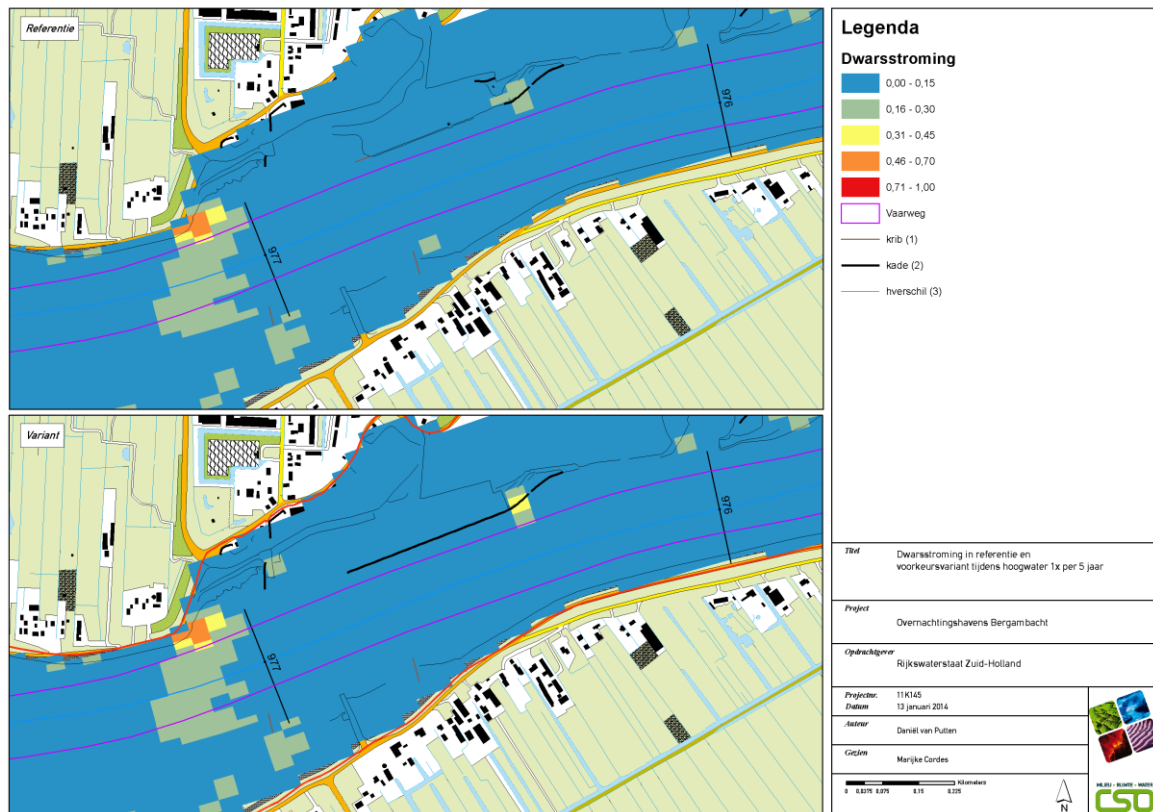 Referentie
976
977
Variant
976
977
Legenda
Dwarsstroming
0,00 - 0,15
0,16 - 0,30
0,31 - 0,45
0,46 - 0,70
0,71 - 1,00
Vaarweg
krib (1)
kade (2)
hverschil (3)
Titel Dwarsstroming in referentie en
voorkeursvariant tijdens hoogwater 1x per 5 jaar
Project
Overnachtingshavens Bergambacht
Opdrachtgever
Rijkswaterstaat Zuid-Holland
Projectnr. 11K145
Datum 13 januari 2014
Auteur
Daniël van Putten
Gezien
Marijke Cordes
Kilometers
0 0,0375 0,075 0,15 0,225
N
MILIEU - RUIMTE - WATER
CSO